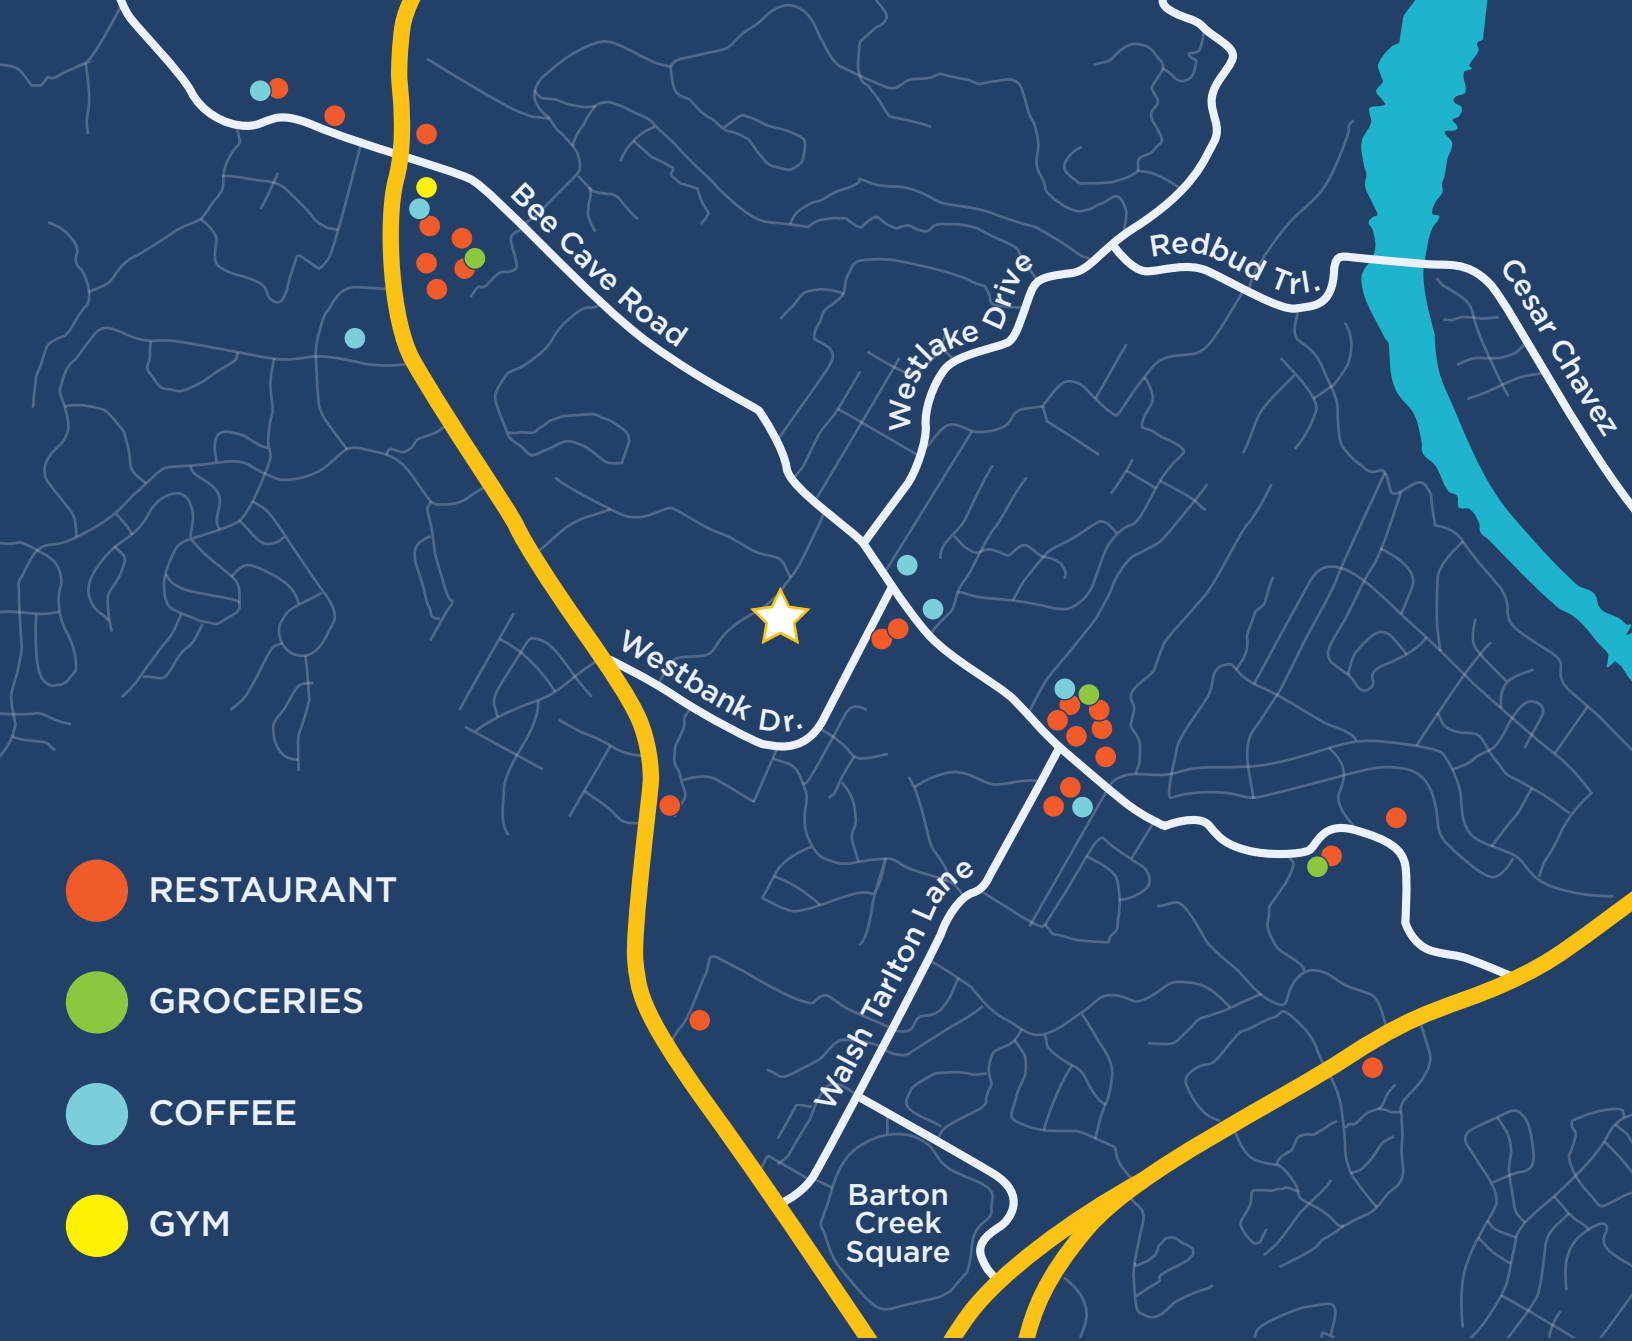 Bee Cave Road
Redbud Trl.
Cesar Chavez
Westlake Drive
Westbank Dr.
Walsh Tarlton Lane
RESTAURANT
GROCERIES
COFFEE
GYM
Barton
Creek
Square